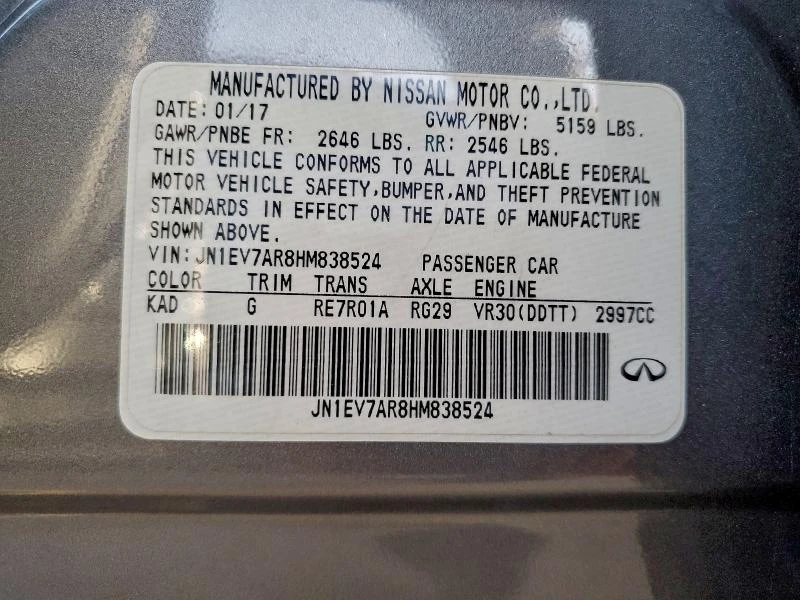 MANUFACTURED BY NISSAN MOTOR CO.,LTD.
DATE: 01/17 GVWR/PNBV: 5159 LBS.
GAWR/PNBE FR: 2646 LBS. RR: 2546 LBS.
THIS VEHICLE CONFORMS TO ALL APPLICABLE FEDERAL
MOTOR VEHICLE SAFETY,BUMPER,AND THEFT PREVENTION
STANDARDS IN EFFECT ON THE DATE OF MANUFACTURE
SHOWN ABOVE.
VIN:JN1EV7AR8HM838524 PASSENGER CAR
COLOR TRIM TRANS AXLE ENGINE
KAD G RE7R01A RG29 VR30(DDTT) 2997CC
JN1EV7AR8HM838524